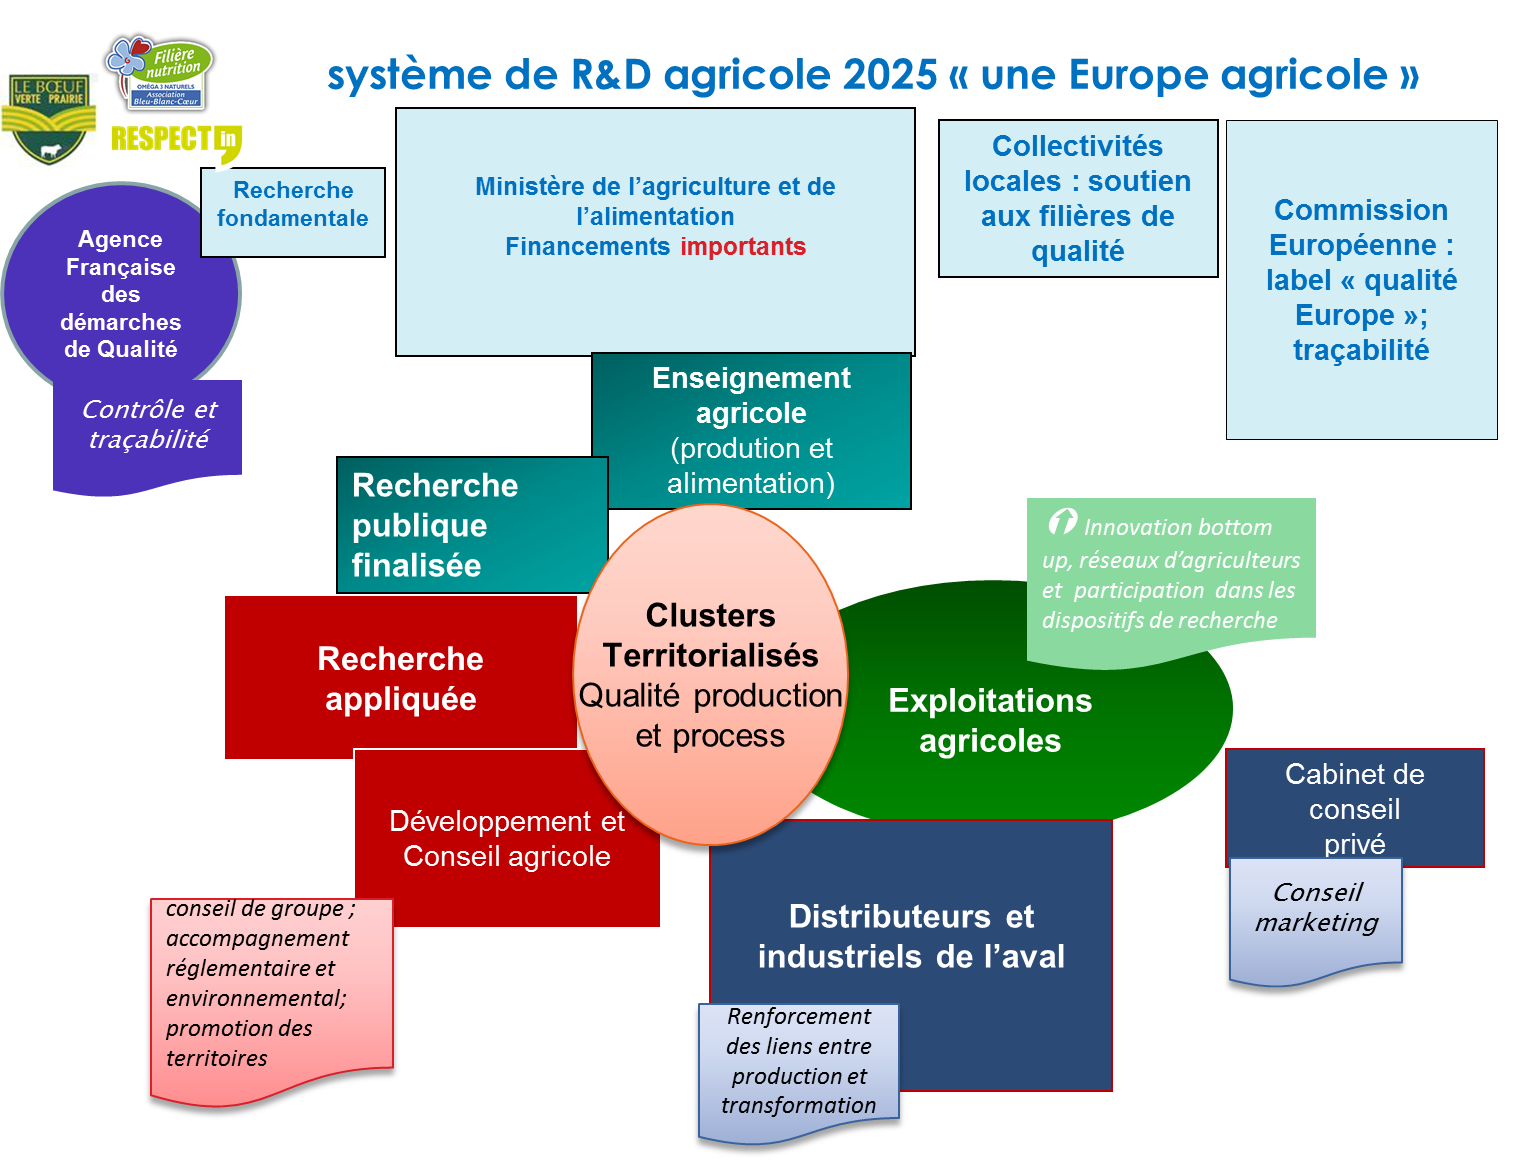 système de R&D agricole 2025 « une Europe agricole »
LE BŒUF
VERTE PRAIRIE
Filière
nutrition
OMÉGA 3 NATURELS
Association
Bleu-Blanc-Cœur
RESPECTin
Agence
Française
des
démarches
de Qualité
Contrôle et
traçabilité
Recherche
fondamentale
Ministère de l’agriculture et de
l’alimentation
Financements importants
Collectivités
locales : soutien
aux filières de
qualité
Commission
Européenne :
label « qualité
Europe »;
traçabilité
Enseignement
agricole
(prodution et
alimentation)
Recherche
publique
finalisée
Innovation bottom
up, réseaux d’agriculteurs
et participation dans les
dispositifs de recherche
Clusters
Territorialisés
Qualité production
et process
Recherche
appliquée
Exploitations
agricoles
Développement et
Conseil agricole
Cabinet de
conseil
privé
Conseil
marketing
conseil de groupe ;
accompagnement
réglementaire et
environnemental;
promotion des
territoires
Distributeurs et
industriels de l’aval
Renforcement
des liens entre
production et
transformation